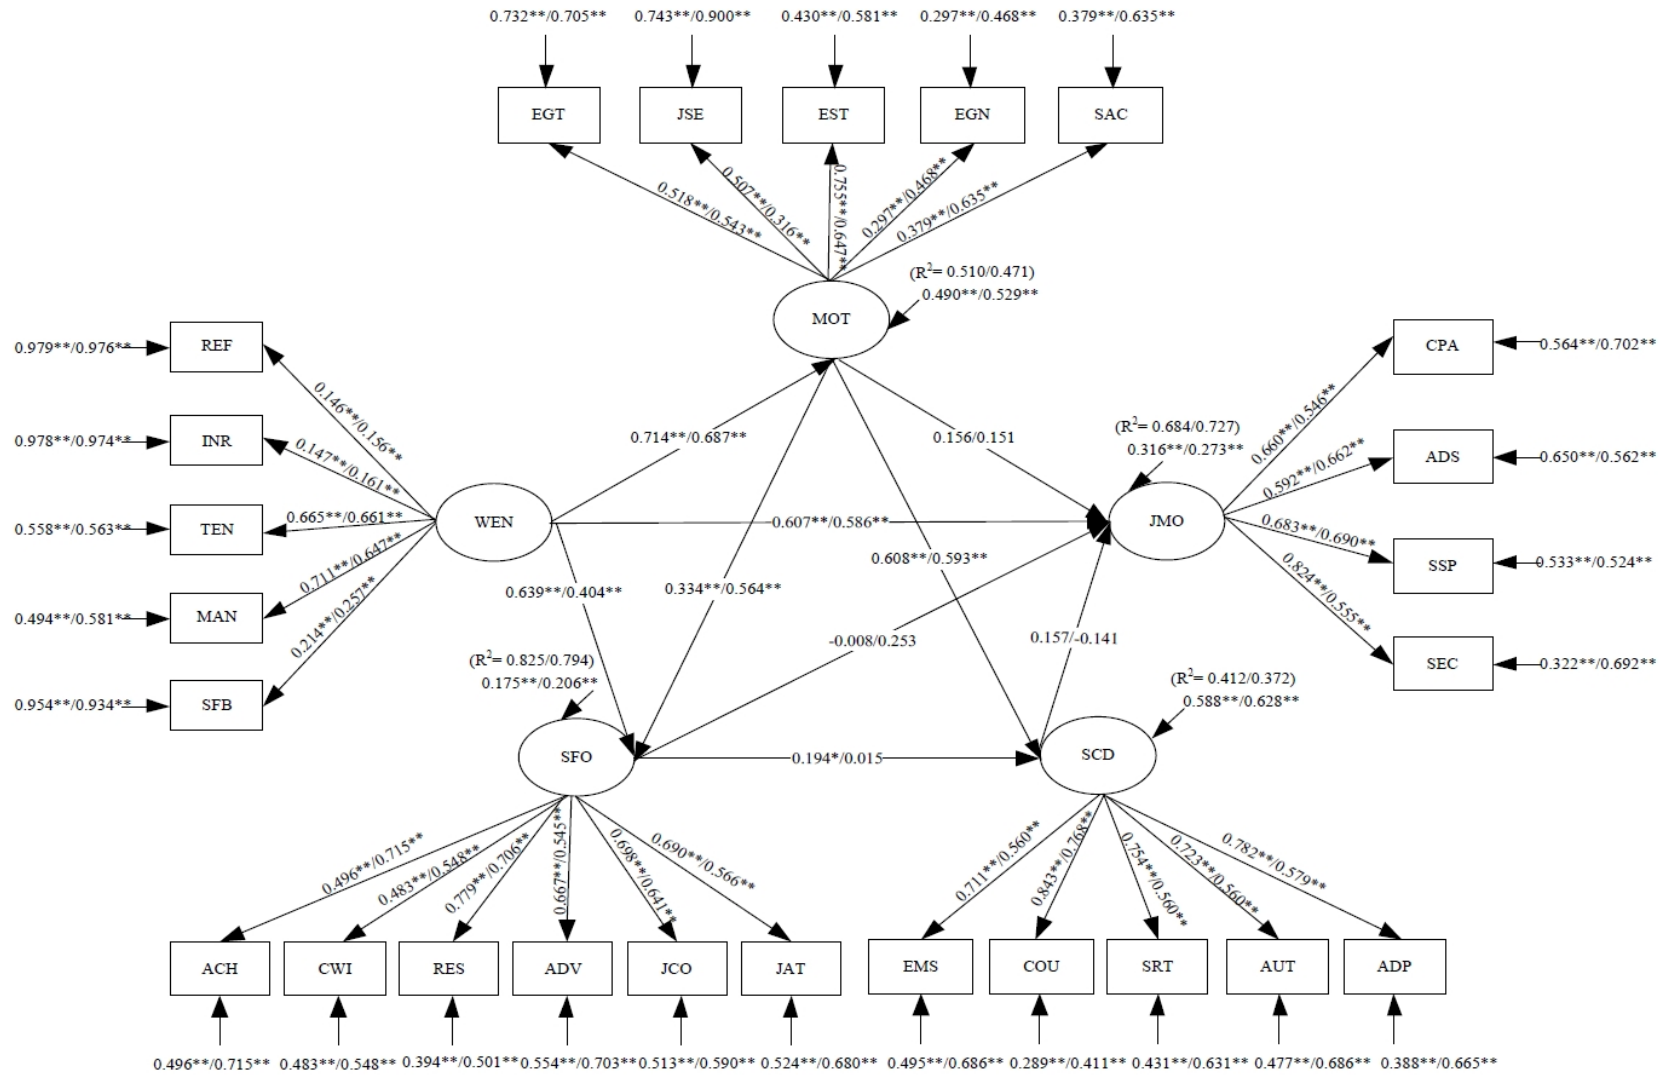 0.732**/0.705** 0.743**/0.900** 0.430**/0.581** 0.297**/0.468** 0.379**/0.635**
EGT JSE EST EGN SAC
0.518**/0.543** 0.507**/0.316** 0.755**/0.647** 0.297**/0.468** 0.379**/0.635**
(R²= 0.510/0.471)
0.490**/0.529**
MOT
0.979**/0.976** REF
0.978**/0.974** INR
0.558**/0.563** TEN
0.494**/0.581** MAN
0.954**/0.934** SFB
0.146**/0.156**
0.147**/0.161**
0.665**/0.661**
0.711**/0.647**
0.214**/0.257**
WEN
0.714**/0.687**
0.156/0.151
0.607**/0.586**
0.639**/0.404**
0.334**/0.564**
0.608**/0.593**
-0.008/0.253
0.157/-0.141
0.194*/0.015
(R²= 0.684/0.727)
0.316**/0.273**
JMO
0.660**/0.546**
0.592**/0.662**
0.683**/0.690**
0.824**/0.555**
CPA 0.564**/0.702**
ADS 0.650**/0.562**
SSP 0.533**/0.524**
SEC 0.322**/0.692**
(R²= 0.825/0.794)
0.175**/0.206**
SFO
(R²= 0.412/0.372)
0.588**/0.628**
SCD
0.496**/0.715** 0.483**/0.548** 0.779**/0.706** 0.667**/0.545** 0.698**/0.641** 0.690**/0.566**
0.711**/0.560** 0.843**/0.768** 0.754**/0.560** 0.723**/0.560** 0.782**/0.579**
ACH CWI RES ADV JCO JAT EMS COU SRT AUT ADP
0.496**/0.715** 0.483**/0.548** 0.394**/0.501** 0.554**/0.703** 0.513**/0.590** 0.524**/0.680** 0.495**/0.686** 0.289**/0.411** 0.431**/0.631** 0.477**/0.686** 0.388**/0.665**